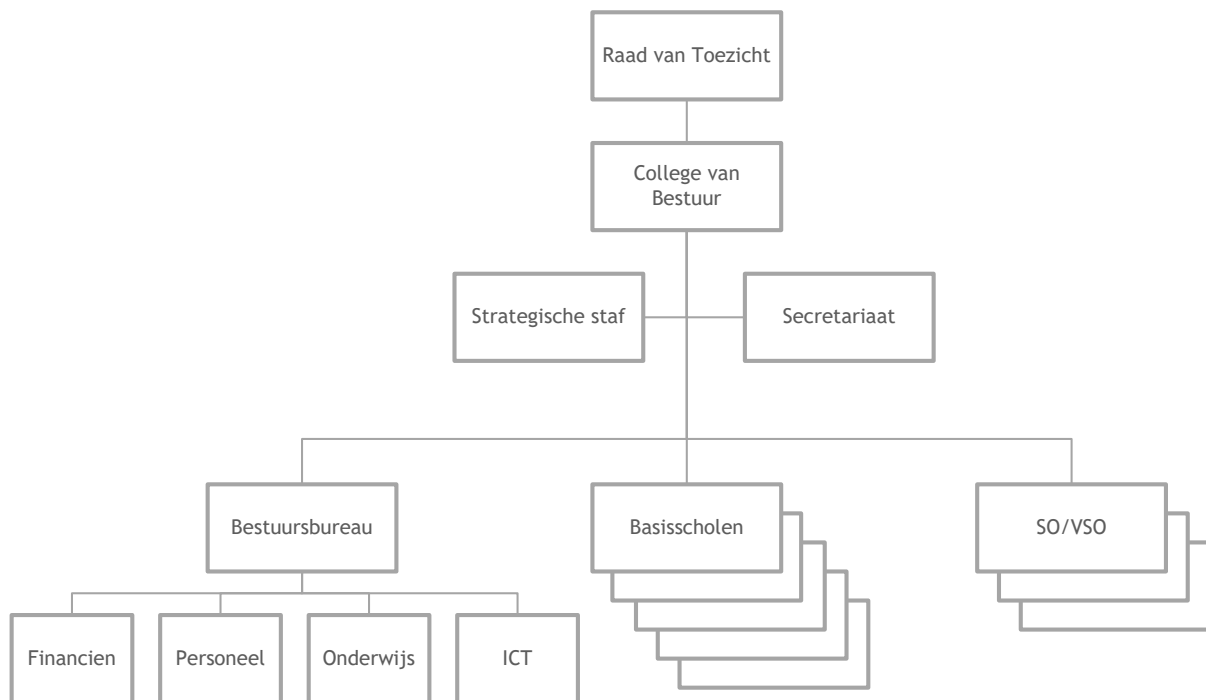 Raad van Toezicht
College van
Bestuur
Strategische staf
Secretariaat
Bestuursbureau
Basisscholen
SO/VSO
Financien
Personeel
Onderwijs
ICT